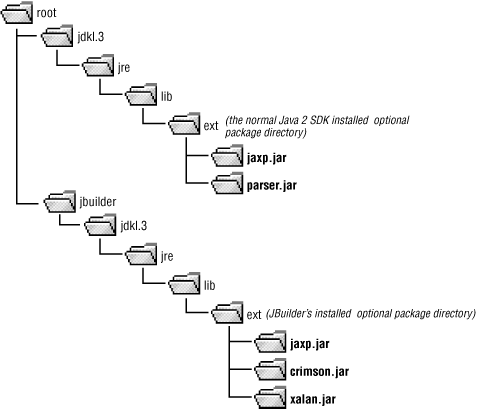 root
jdkl.3
jre
lib
ext (the normal Java 2 SDK installed optional
package directory)
jaxp.jar
parser.jar
jbuilder
jdkl.3
jre
lib
ext (JBuilder's installed optional package directory)
jaxp.jar
crimson.jar
xalan.jar